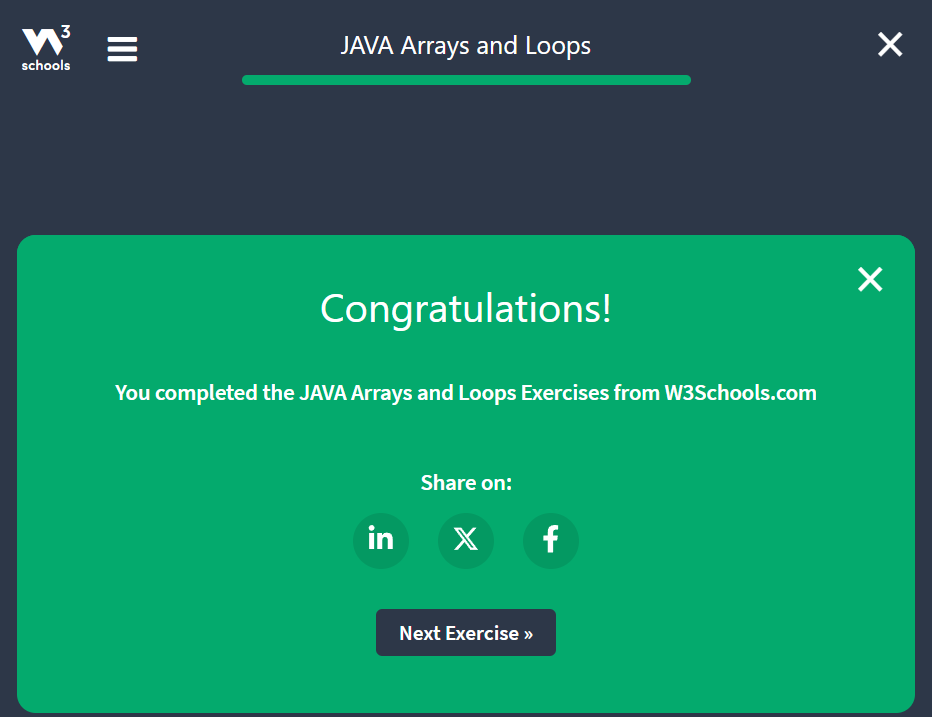 W3
schools
JAVA Arrays and Loops
Congratulations!
You completed the JAVA Arrays and Loops Exercises from W3Schools.com
Share on:
in X f
Next Exercise »